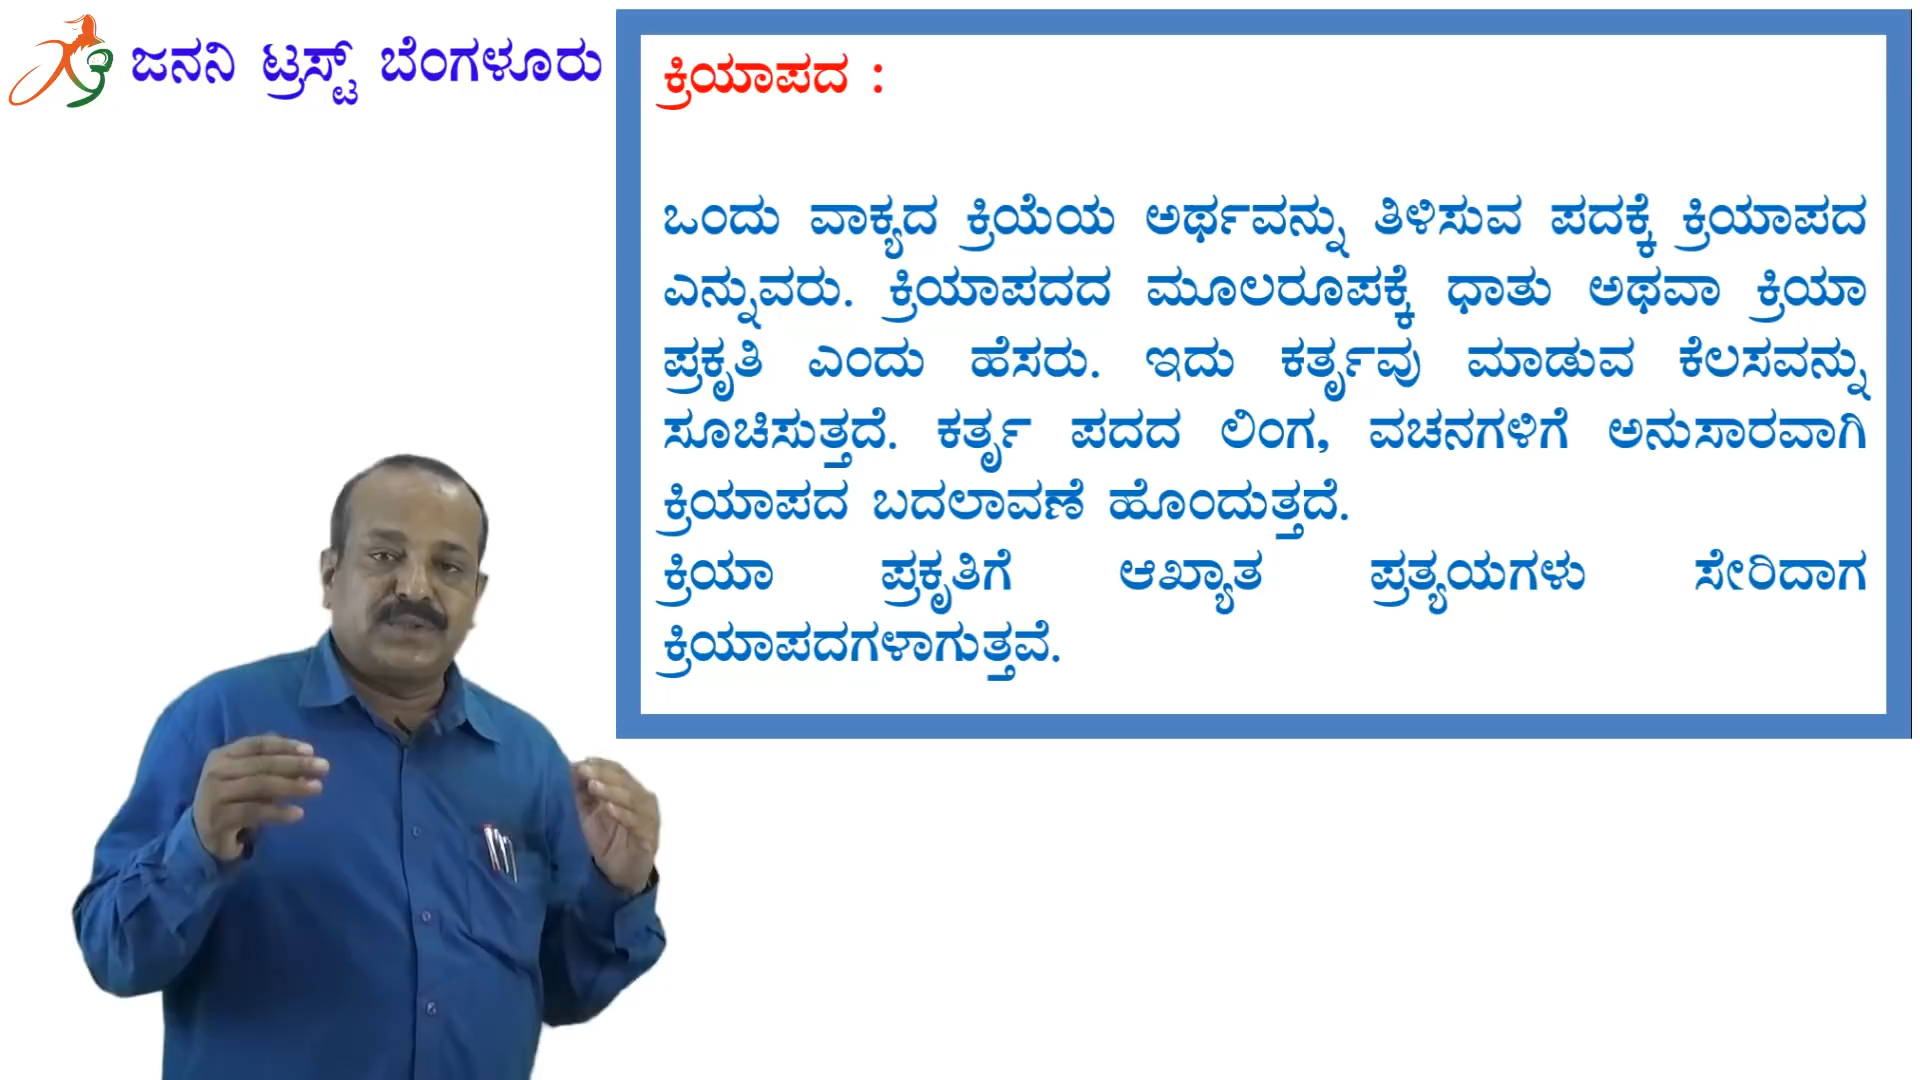 ಜನನಿ ಟ್ರಸ್ಟ್ ಬೆಂಗಳೂರು
ಕ್ರಿಯಾಪದ :
ಒಂದು ವಾಕ್ಯದ ಕ್ರಿಯೆಯ ಅರ್ಥವನ್ನು ತಿಳಿಸುವ ಪದಕ್ಕೆ ಕ್ರಿಯಾಪದ
ಎನ್ನುವರು. ಕ್ರಿಯಾಪದದ ಮೂಲರೂಪಕ್ಕೆ ಧಾತು ಅಥವಾ ಕ್ರಿಯಾ
ಪ್ರಕೃತಿ ಎಂದು ಹೆಸರು. ಇದು ಕರ್ತೃವು ಮಾಡುವ ಕೆಲಸವನ್ನು
ಸೂಚಿಸುತ್ತದೆ. ಕರ್ತೃ ಪದದ ಲಿಂಗ, ವಚನಗಳಿಗೆ ಅನುಸಾರವಾಗಿ
ಕ್ರಿಯಾಪದ ಬದಲಾವಣೆ ಹೊಂದುತ್ತದೆ.
ಕ್ರಿಯಾ ಪ್ರಕೃತಿಗೆ ಆಖ್ಯಾತ ಪ್ರತ್ಯಯಗಳು ಸೇರಿದಾಗ
ಕ್ರಿಯಾಪದಗಳಾಗುತ್ತವೆ.